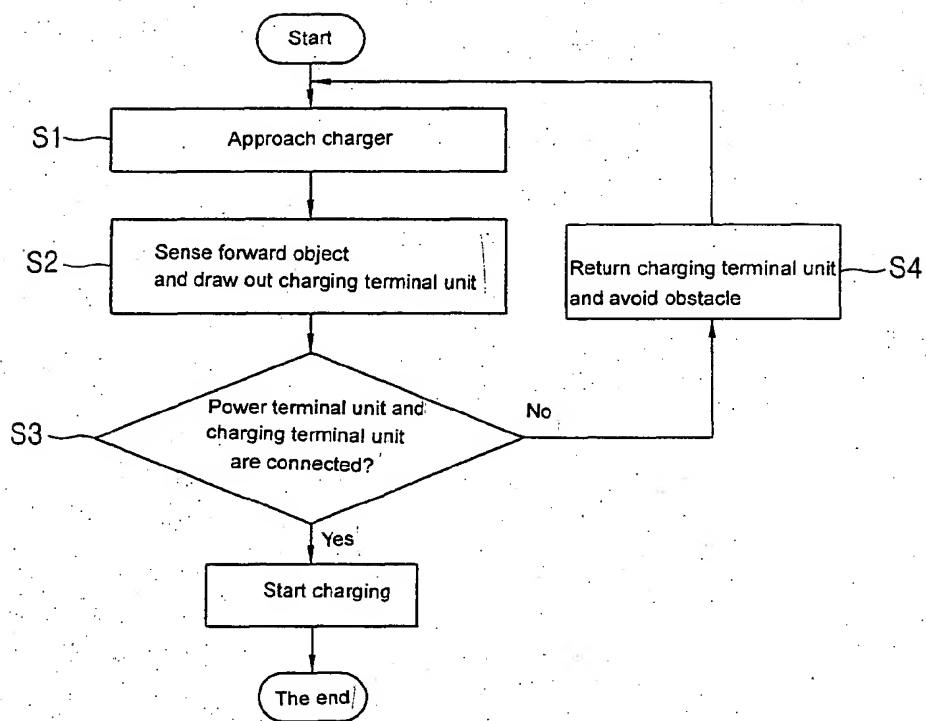 Start
S1
Approach charger
S2
Sense forward object
and draw out charging terminal unit
Return charging terminal unit
and avoid obstacle
S4
S3
Power terminal unit and
charging terminal unit
are connected?
No
Yes
Start charging
The end